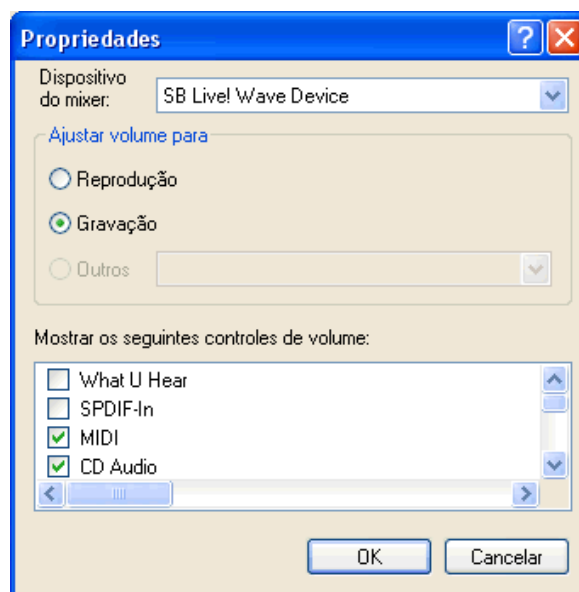 Propriedades
Dispositivo
do mixer:
SB Live! Wave Device
Ajustar volume para
Reprodução
Gravação
Outros
Mostrar os seguintes controles de volume:
What U Hear
SPDIF-In
MIDI
CD Audio
OK Cancelar